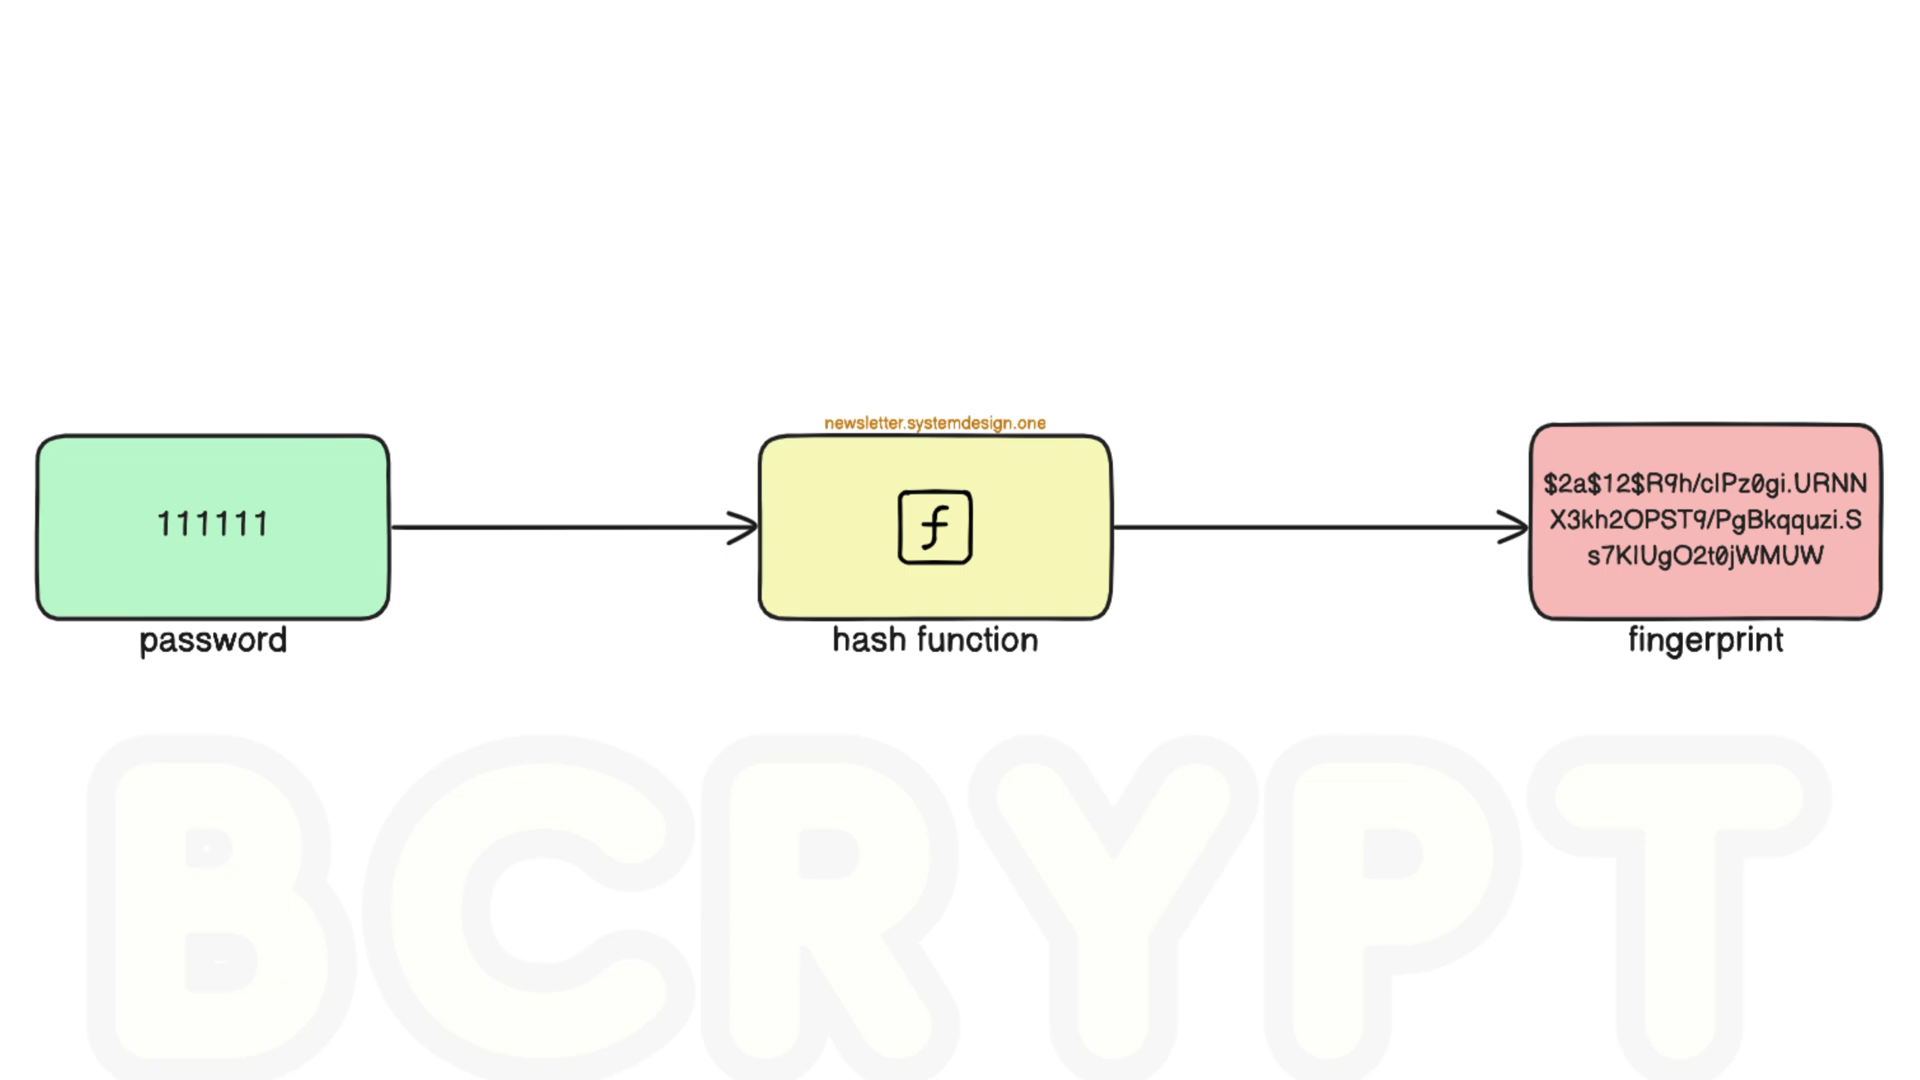 newsletter.systemdesign.one
111111
$2a$12$R9h/cIPz0gi.URNN
X3kh2OPST9/PgBkqquzi.S
s7KIUgO2t0jWMUW
password
hash function
fingerprint
BCRYPT